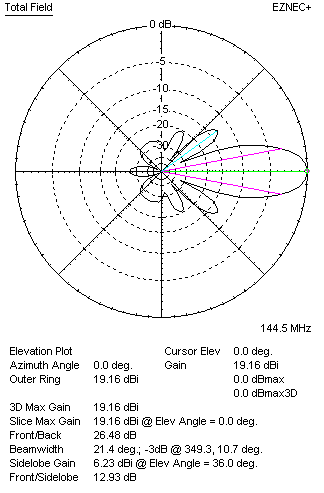 Total Field
EZNEC+
0 dB
-5
-10
-15
-20
-30
144.5 MHz
Elevation Plot
Cursor Elev 0.0 deg.
Azimuth Angle 0.0 deg.
Gain 19.16 dBi
Outer Ring 19.16 dBi
0.0 dBmax
0.0 dBmax3D
3D Max Gain 19.16 dBi
Slice Max Gain 19.16 dBi @ Elev Angle = 0.0 deg.
Front/Back 26.48 dB
Beamwidth 21.4 deg.; -3dB @ 349.3, 10.7 deg.
Sidelobe Gain 6.23 dBi @ Elev Angle = 36.0 deg.
Front/Sidelobe 12.93 dB